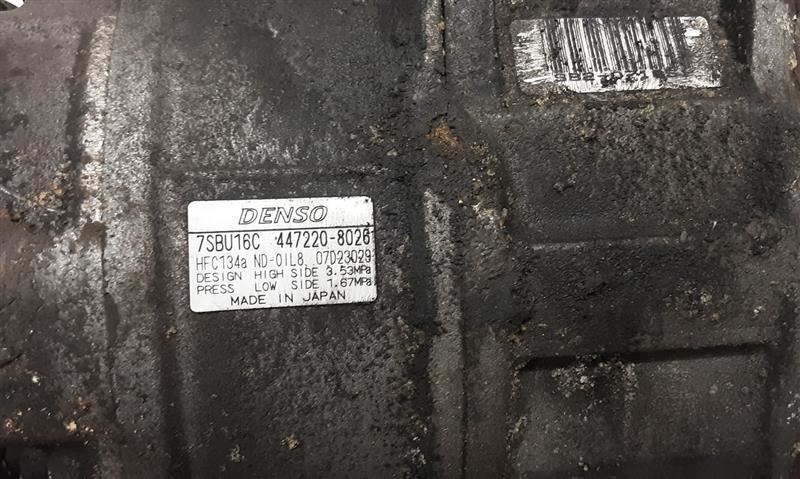 DENSO
7SBU16C 447220-8026
HFC134a ND-OIL8 07D23029
DESIGN HIGH SIDE 3.53MPa
PRESS LOW SIDE 1.67MPa
MADE IN JAPAN